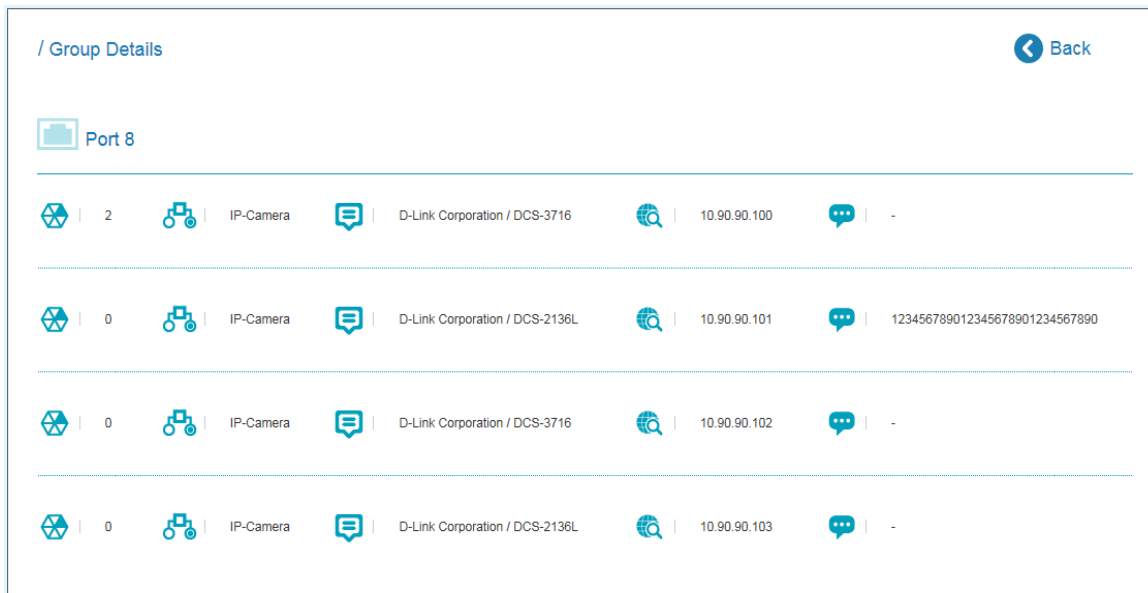 / Group Details
Back
Port 8
2 IP-Camera D-Link Corporation / DCS-3716 10.90.90.100 -
0 IP-Camera D-Link Corporation / DCS-2136L 10.90.90.101 123456789012345678901234567890
0 IP-Camera D-Link Corporation / DCS-3716 10.90.90.102 -
0 IP-Camera D-Link Corporation / DCS-2136L 10.90.90.103 -